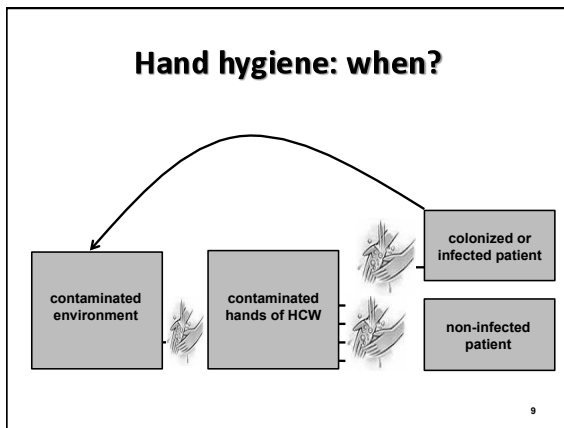 Hand hygiene: when?
colonized or
infected patient
contaminated
environment
contaminated
hands of HCW
non-infected
patient
9